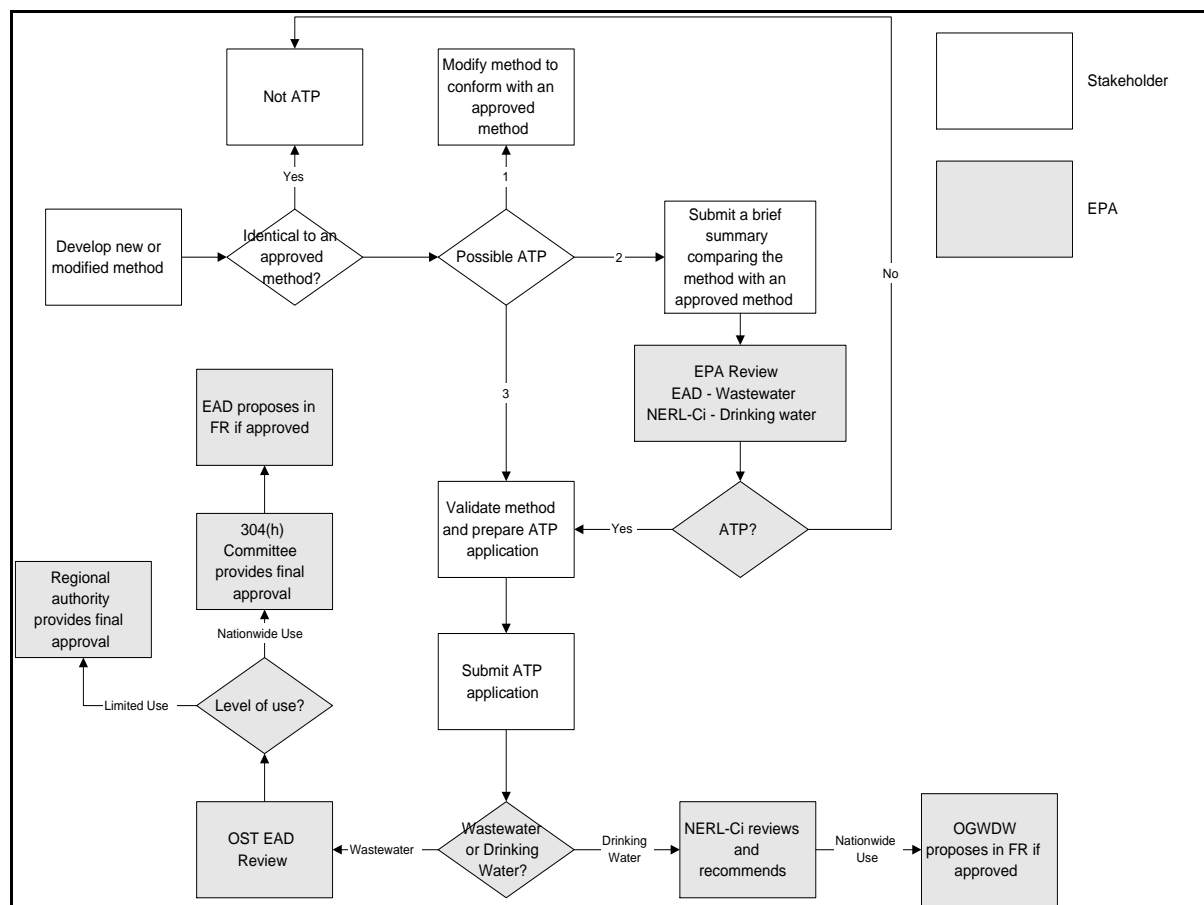 Not ATP
Modify method to
conform with an
approved
method
Stakeholder
Yes
1
EPA
Develop new or
modified method
Identical to an
approved
method?
Possible ATP
2
Submit a brief
summary
comparing the
method with an
approved method
No
3
EPA Review
EAD - Wastewater
NERL-Ci - Drinking water
EAD proposes in
FR if approved
Validate method
and prepare ATP
application
Yes
ATP?
304(h)
Committee
provides final
approval
Regional
authority
provides final
approval
Nationwide Use
Submit ATP
application
Limited Use
Level of use?
OST EAD
Review
Wastewater
Wastewater
or Drinking
Water?
Drinking
Water
NERL-Ci reviews
and
recommends
Nationwide
Use
OGWDW
proposes in FR if
approved